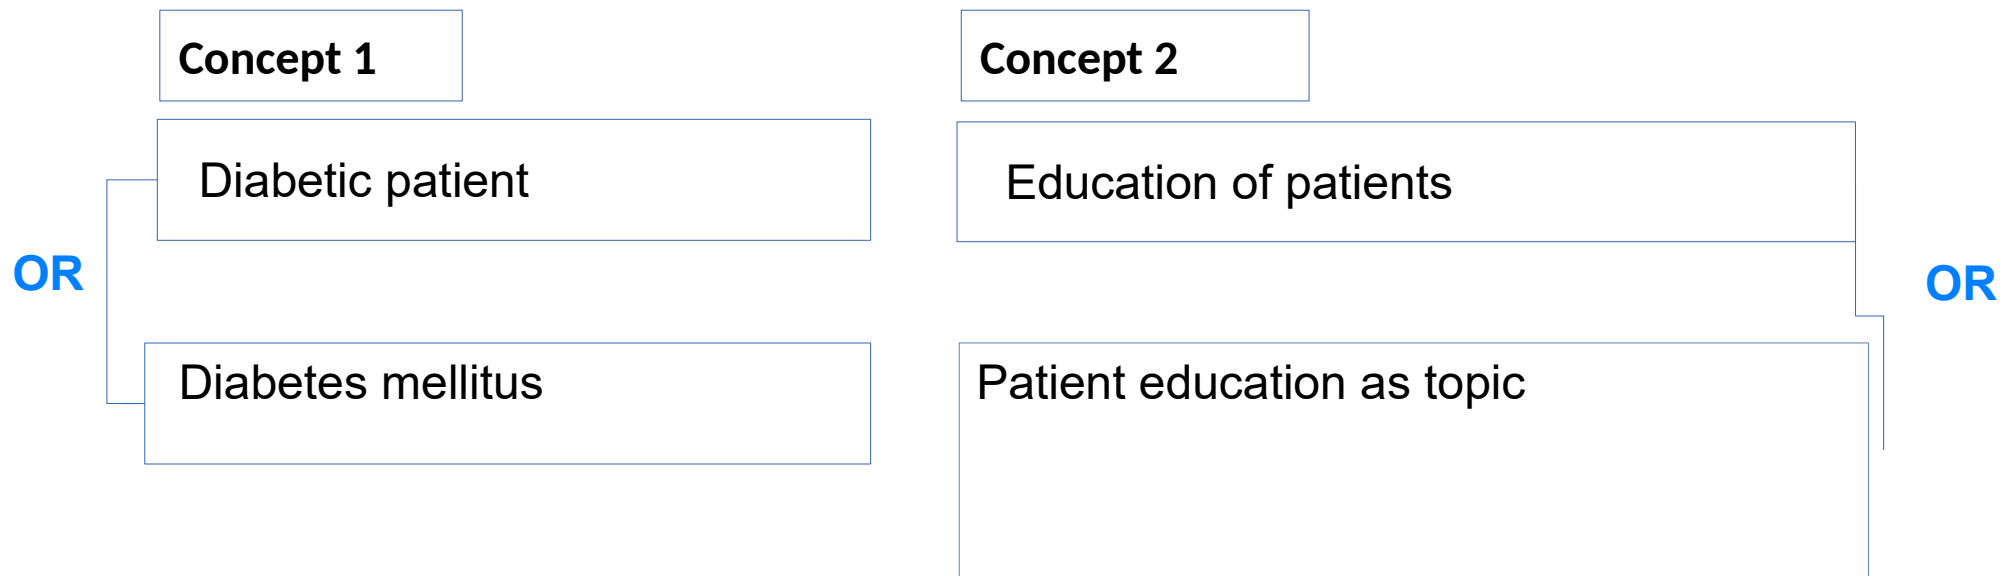 Concept 1
Concept 2
Diabetic patient
Education of patients
OR
OR
Diabetes mellitus
Patient education as topic